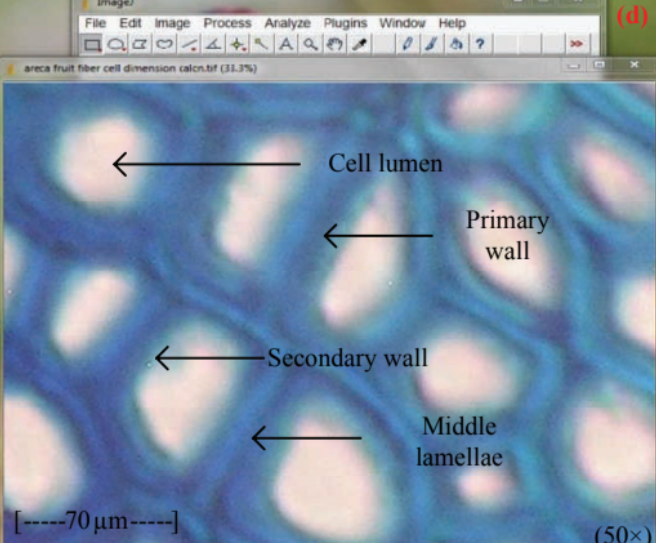 ImageJ
(d)
File Edit Image Process Analyze Plugins Window Help
A
?
>>
areca fruit fiber cell dimension calcn.tif (33.3%)
Cell lumen
Primary
wall
Secondary wall
Middle
lamellae
[-----70 μm-----]
(50×)